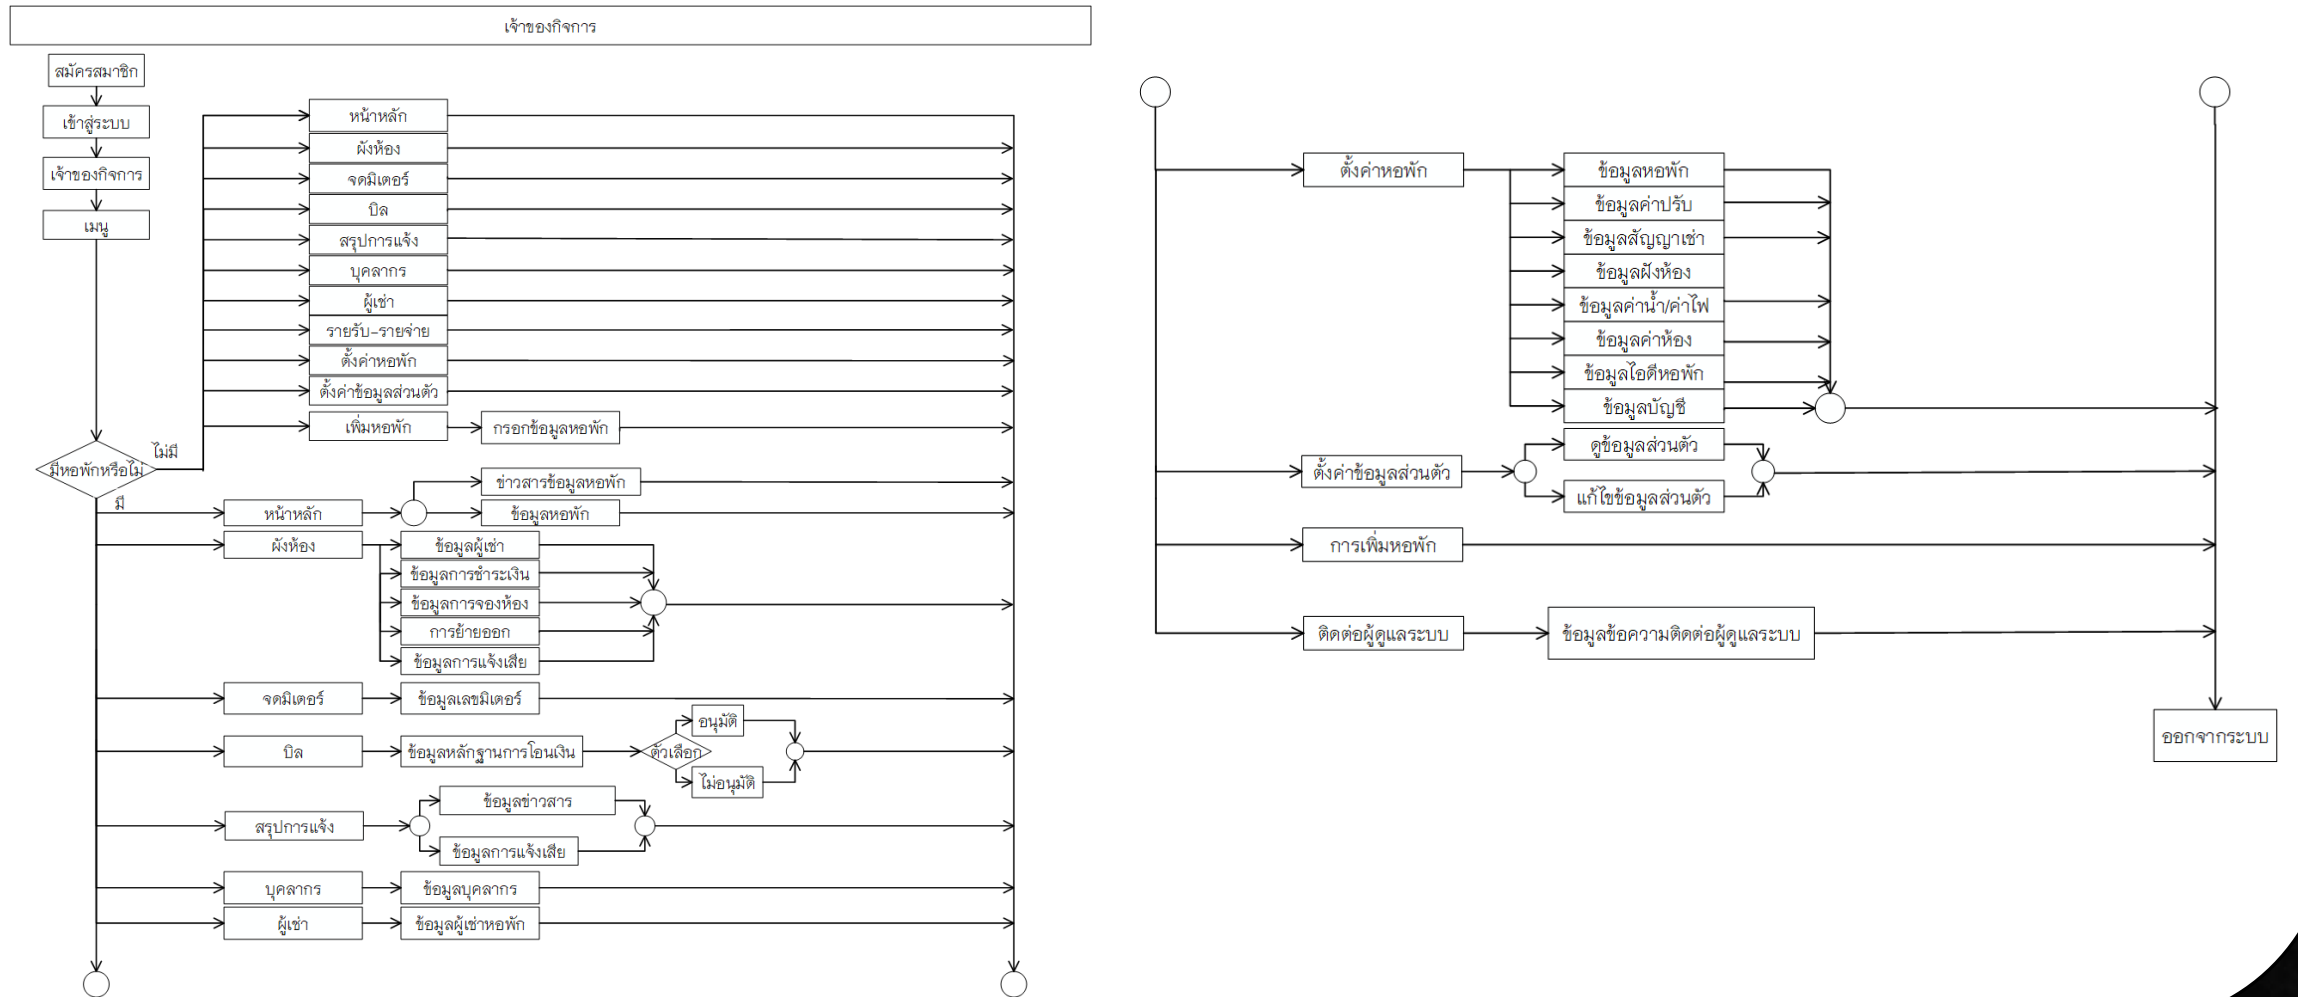 เจ้าของกิจการ
สมัครสมาชิก
เข้าสู่ระบบ
เจ้าของกิจการ
เมนู
มีหอพักหรือไม่
ไม่มี
มี
หน้าหลัก
ผังห้อง
จดมิเตอร์
บิล
สรุปการแจ้ง
บุคลากร
ผู้เช่า
รายรับ-รายจ่าย
ตั้งค่าหอพัก
ตั้งค่าข้อมูลส่วนตัว
เพิ่มหอพัก
กรอกข้อมูลหอพัก
หน้าหลัก
ข่าวสารข้อมูลหอพัก
ข้อมูลหอพัก
ผังห้อง
ข้อมูลผู้เช่า
ข้อมูลการชำระเงิน
ข้อมูลการจองห้อง
การย้ายออก
ข้อมูลการแจ้งเสีย
จดมิเตอร์
ข้อมูลเลขมิเตอร์
บิล
ข้อมูลหลักฐานการโอนเงิน
ตัวเลือก
อนุมัติ
ไม่อนุมัติ
สรุปการแจ้ง
ข้อมูลข่าวสาร
ข้อมูลการแจ้งเสีย
บุคลากร
ข้อมูลบุคลากร
ผู้เช่า
ข้อมูลผู้เช่าหอพัก
ตั้งค่าหอพัก
ข้อมูลหอพัก
ข้อมูลค่าปรับ
ข้อมูลสัญญาเช่า
ข้อมูลฝังห้อง
ข้อมูลค่าน้ำ/ค่าไฟ
ข้อมูลค่าห้อง
ข้อมูลไอดีหอพัก
ข้อมูลบัญชี
ตั้งค่าข้อมูลส่วนตัว
ดูข้อมูลส่วนตัว
แก้ไขข้อมูลส่วนตัว
การเพิ่มหอพัก
ติดต่อผู้ดูแลระบบ
ข้อมูลข้อความติดต่อผู้ดูแลระบบ
ออกจากระบบ